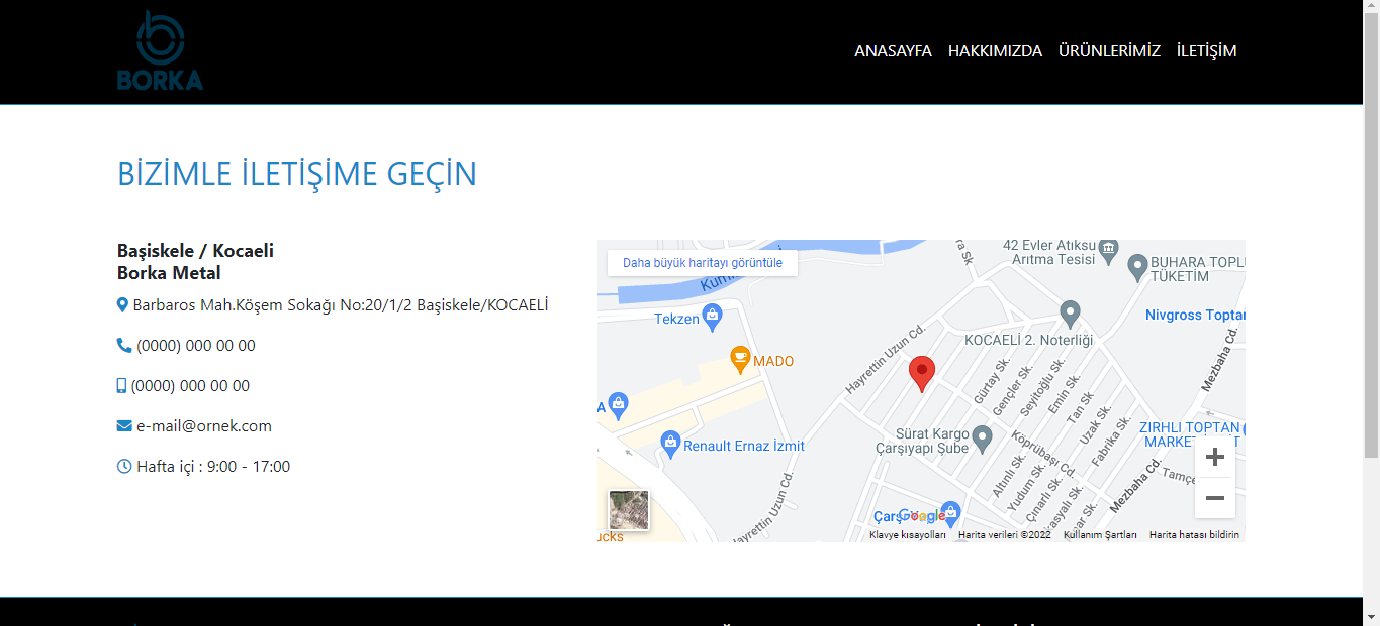 BORKA
ANASAYFA HAKKIMIZDA ÜRÜNLERİMİZ İLETİŞİM
BİZİMLE İLETİŞİME GEÇİN
Başiskele / Kocaeli
Borka Metal
Barbaros Mah.Köşem Sokağı No:20/1/2 Başiskele/KOCAELİ
(0000) 000 00 00
(0000) 000 00 00
e-mail@ornek.com
Hafta içi : 9:00 - 17:00
Daha büyük haritayı görüntüle
42 Evler Atıksu
Arıtma Tesisi
BUHARA TOPL
TÜKETİM
Tekzen
Nivgross Toptan
KOCAELİ 2. Noterliği
MADO
Hayrettin Uzun Cd.
Mezbaha Cd.
Gürtay Sk.
Gençler Sk.
Seyitoğlu Sk.
Emin Sk.
Tan Sk
Uzak Sk.
Fabrika Sk.
A
Sürat Kargo
Çarşıyapı Şube
Köprübaşı Cd.
ZIRHLI TOPTAN
MARKET
Renault Ernaz İzmit
Altınlı Sk.
Yudum Sk.
Çınarlı Sk.
Mezbaha Cd.
Tamçe
Hayrettin Uzun Cd.
Google
ucks
Klavye kısayolları Harita verileri ©2022 Kullanım Şartları Harita hatası bildirin